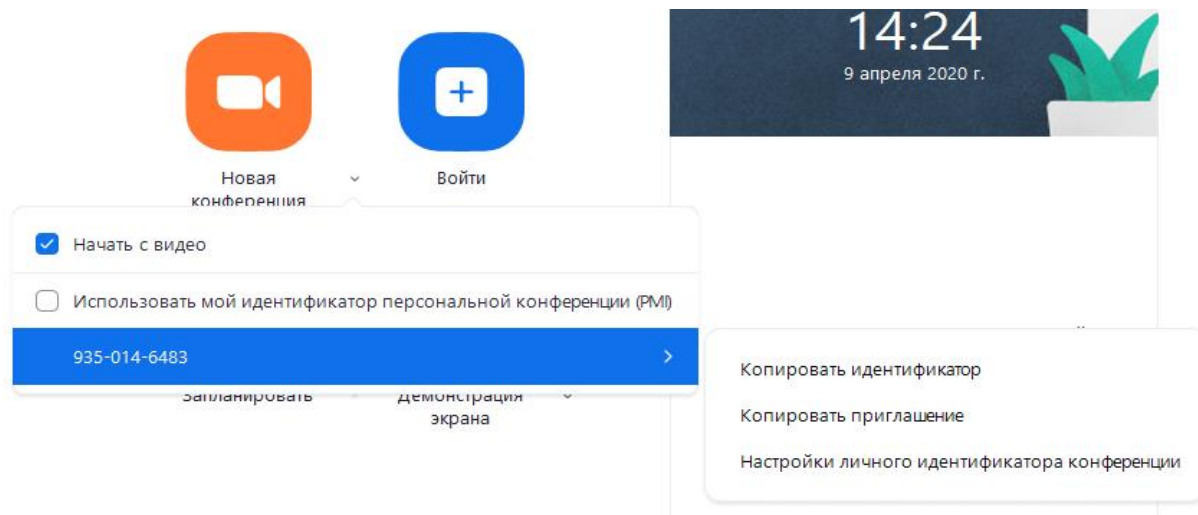 14:24
9 апреля 2020 г.
Новая
конференция
Войти
Начать с видео
Использовать мой идентификатор персональной конференции (PMI)
935-014-6483
Копировать идентификатор
Копировать приглашение
Настройки личного идентификатора конференции
Запланировать
Демонстрация
экрана